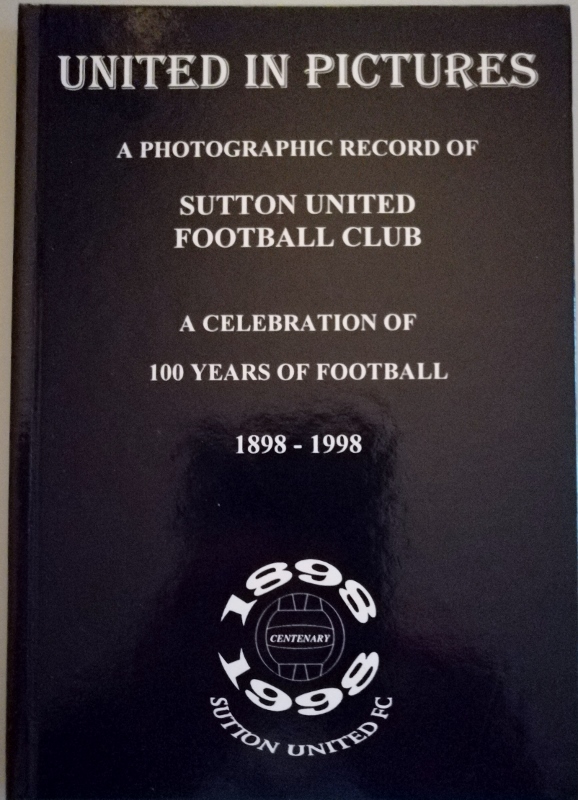 UNITED IN PICTURES
A PHOTOGRAPHIC RECORD OF
SUTTON UNITED
FOOTBALL CLUB
A CELEBRATION OF
100 YEARS OF FOOTBALL
1898 - 1998
1898
CENTENARY
1998
SUTTON UNITED FC